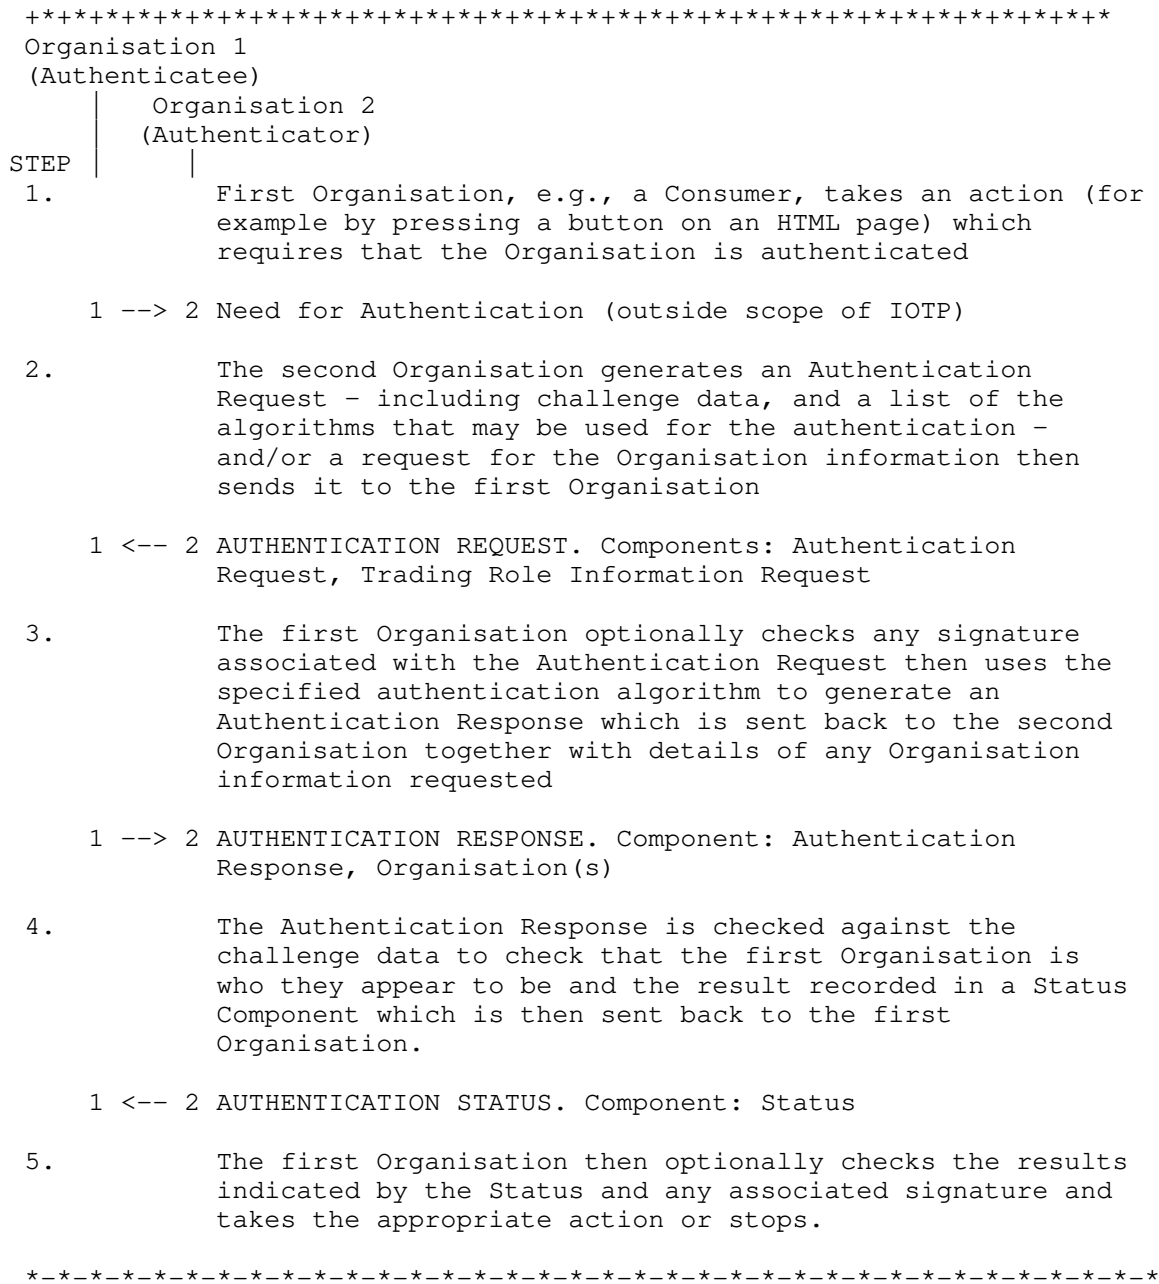 +*+*+*+*+*+*+*+*+*+*+*+*+*+*+*+*+*+*+*+*+*+*+*+*+*+*+*+*+*+*+*+*+*+*
Organisation 1
(Authenticatee)
| Organisation 2
| (Authenticator)
STEP | |
1. First Organisation, e.g., a Consumer, takes an action (for
example by pressing a button on an HTML page) which
requires that the Organisation is authenticated
1 --> 2 Need for Authentication (outside scope of IOTP)
2. The second Organisation generates an Authentication
Request - including challenge data, and a list of the
algorithms that may be used for the authentication -
and/or a request for the Organisation information then
sends it to the first Organisation
1 <-- 2 AUTHENTICATION REQUEST. Components: Authentication
Request, Trading Role Information Request
3. The first Organisation optionally checks any signature
associated with the Authentication Request then uses the
specified authentication algorithm to generate an
Authentication Response which is sent back to the second
Organisation together with details of any Organisation
information requested
1 --> 2 AUTHENTICATION RESPONSE. Component: Authentication
Response, Organisation(s)
4. The Authentication Response is checked against the
challenge data to check that the first Organisation is
who they appear to be and the result recorded in a Status
Component which is then sent back to the first
Organisation.
1 <-- 2 AUTHENTICATION STATUS. Component: Status
5. The first Organisation then optionally checks the results
indicated by the Status and any associated signature and
takes the appropriate action or stops.
*-*-*-*-*-*-*-*-*-*-*-*-*-*-*-*-*-*-*-*-*-*-*-*-*-*-*-*-*-*-*-*-*-*-*-*